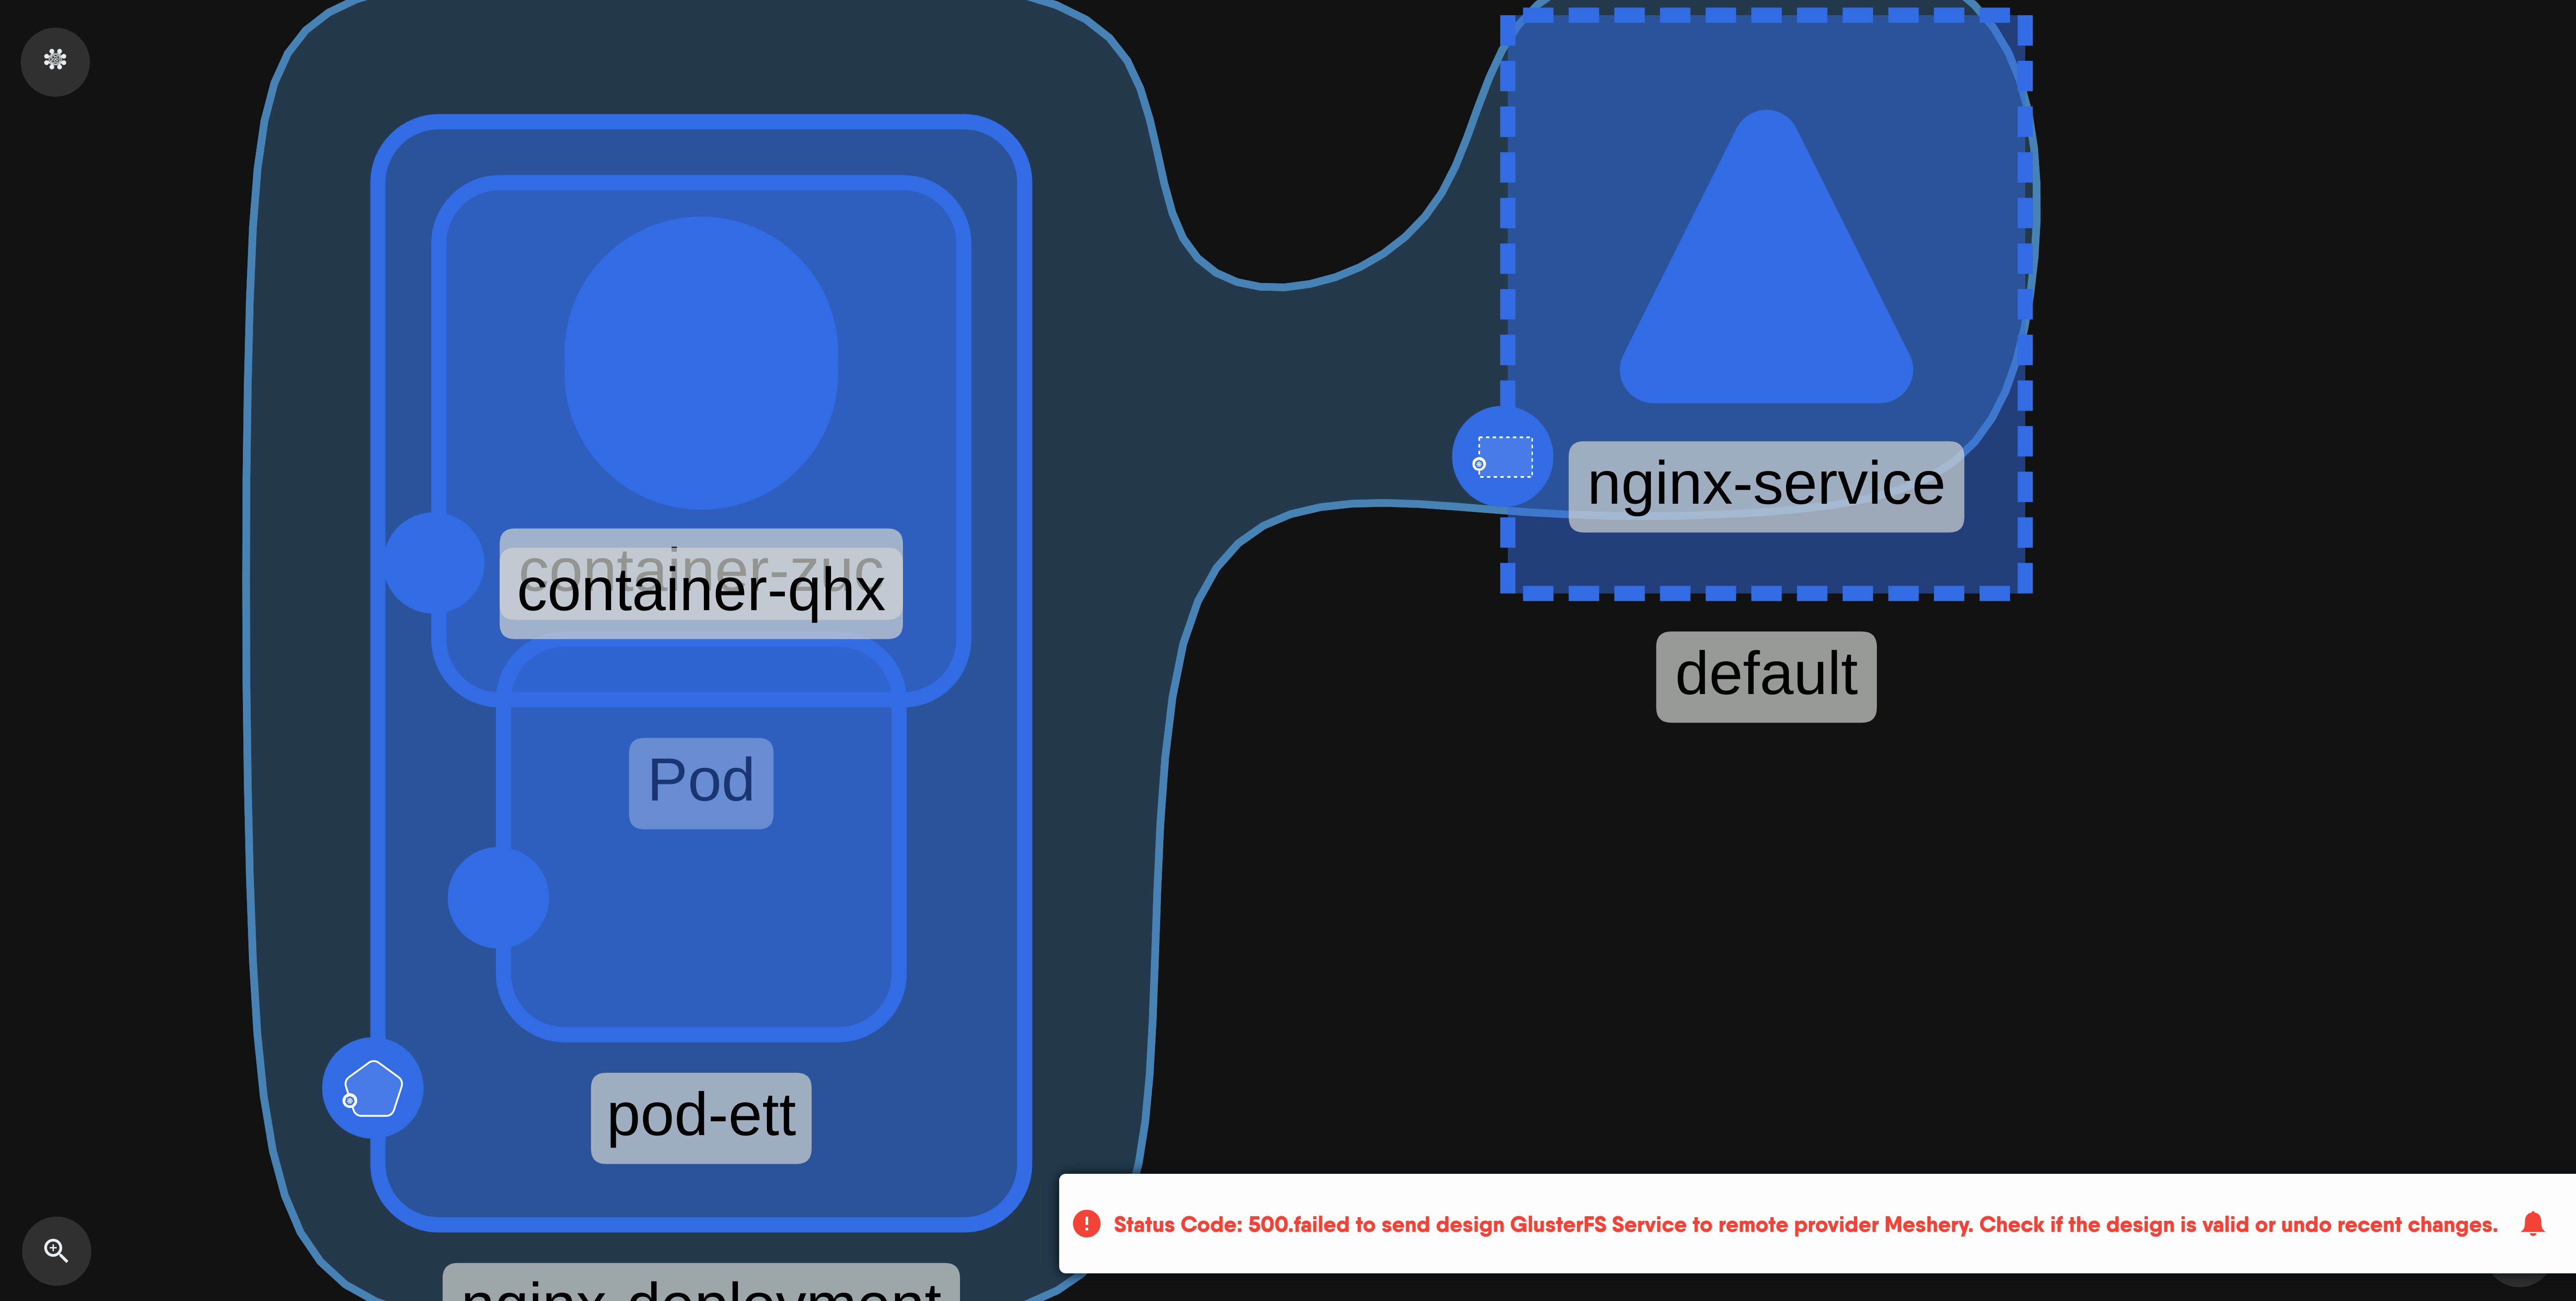 nginx-service
container-zuc
container-qhx
default
Pod
pod-ett
Status Code: 500.failed to send design GlusterFS Service to remote provider Meshery. Check if the design is valid or undo recent changes.
nginx-deployment